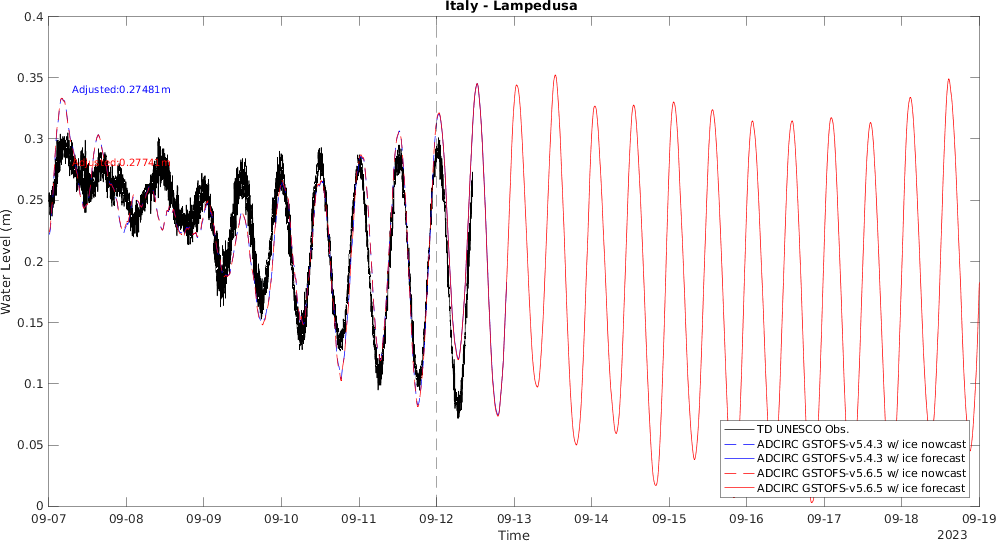 Italy - Lampedusa
0.4
0.35
0.3
0.25
0.2
0.15
0.1
0.05
0
Water Level (m)
Adjusted:0.27481m
TD UNESCO Obs.
ADCIRC GSTOFS-v5.4.3 w/ ice nowcast
ADCIRC GSTOFS-v5.4.3 w/ ice forecast
ADCIRC GSTOFS-v5.6.5 w/ ice nowcast
ADCIRC GSTOFS-v5.6.5 w/ ice forecast
09-07 09-08 09-09 09-10 09-11 09-12 09-13 09-14 09-15 09-16 09-17 09-18 09-19
Time
2023